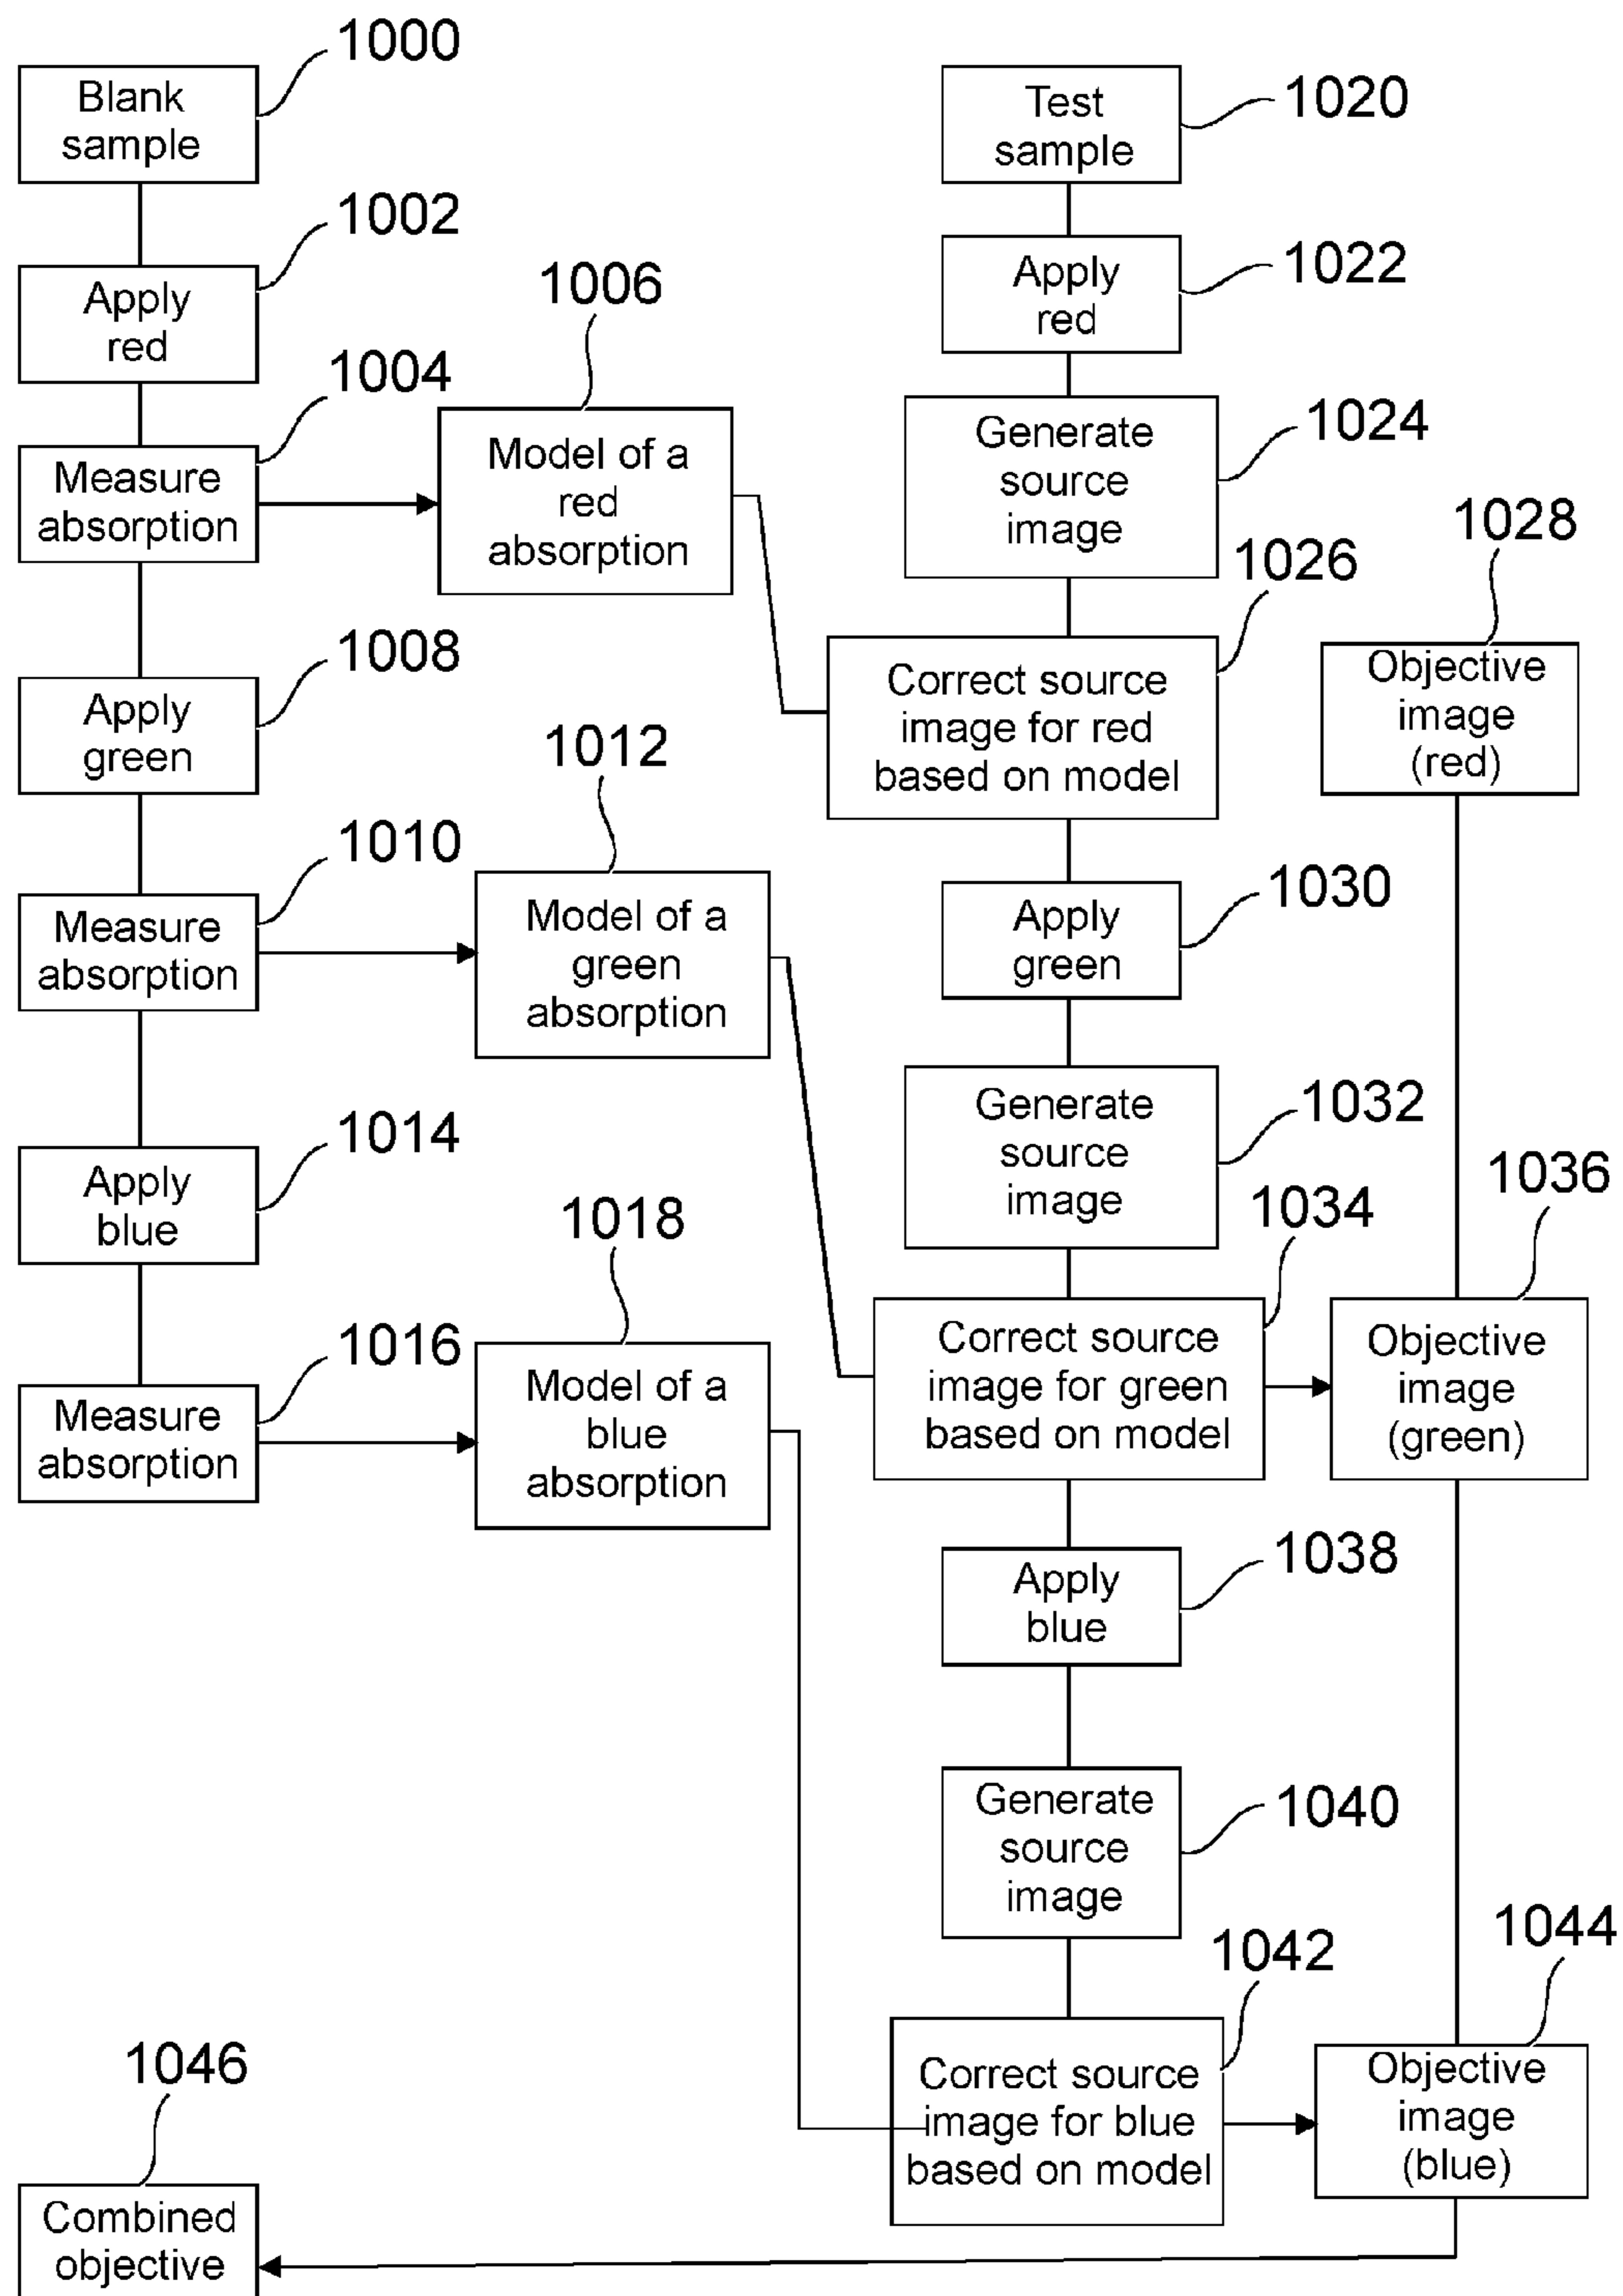 1000
Blank
sample
1002
Apply
red
1004
Measure
absorption
1006
Model of a
red
absorption
1008
Apply
green
1010
Measure
absorption
1012
Model of a
green
absorption
1014
Apply
blue
1016
Measure
absorption
1018
Model of a
blue
absorption
1020
Test
sample
1022
Apply
red
1024
Generate
source
image
1026
Correct source
image for red
based on model
1028
Objective
image
(red)
1030
Apply
green
1032
Generate
source
image
1034
Correct source
image for green
based on model
1036
Objective
image
(green)
1038
Apply
blue
1040
Generate
source
image
1042
Correct source
image for blue
based on model
1044
Objective
image
(blue)
1046
Combined
objective